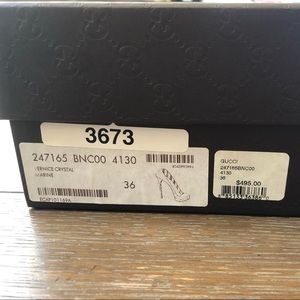 3673
247165 BNC00 4130
VERNICE CRYSTAL
MARINE
36
GUCCI
247165BNC00
4130
36
$495.00